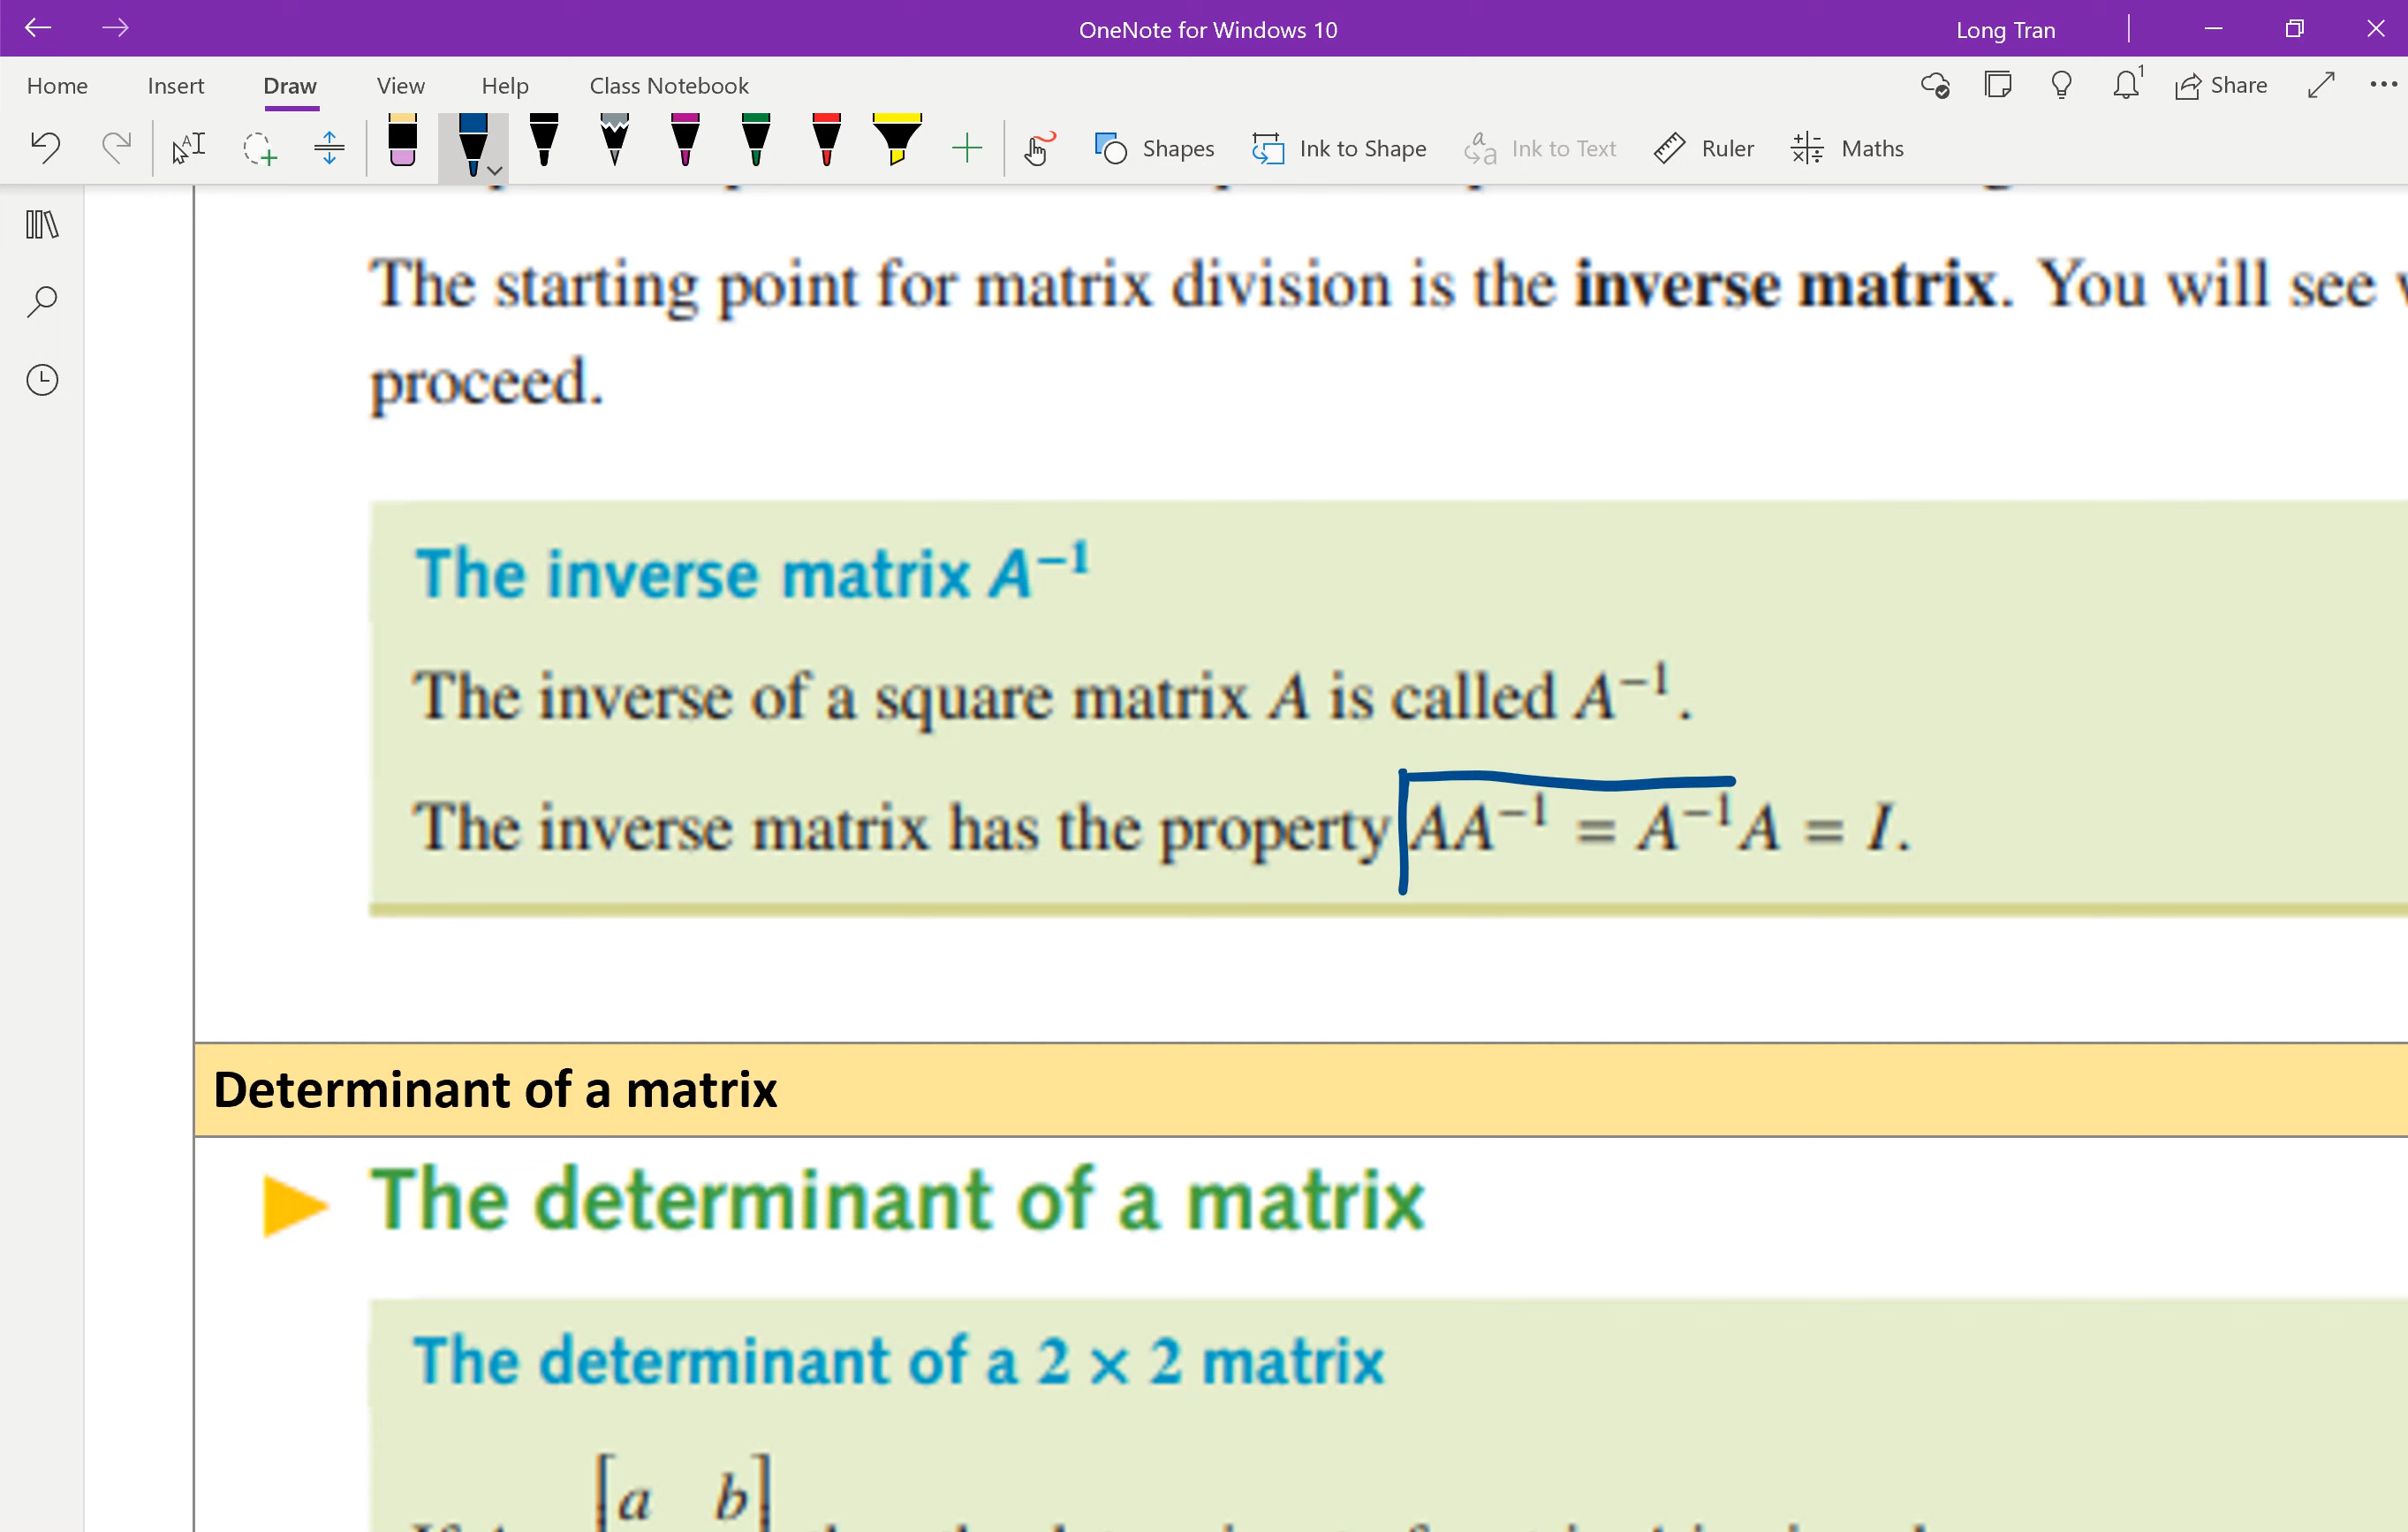 OneNote for Windows 10
Long Tran
Home Insert Draw View Help Class Notebook
1 Share
Shapes Ink to Shape Ink to Text Ruler Maths
The starting point for matrix division is the inverse matrix. You will see
proceed.
The inverse matrix A⁻¹
The inverse of a square matrix A is called A⁻¹.
The inverse matrix has the property AA⁻¹ = A⁻¹A = I.
Determinant of a matrix
The determinant of a matrix
The determinant of a 2 × 2 matrix
a b